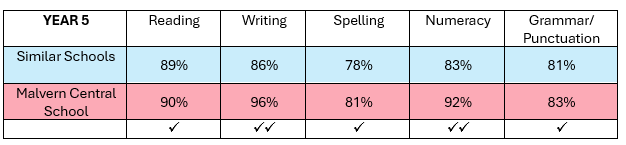 YEAR 5 Reading Writing Spelling Numeracy Grammar/
Punctuation
Similar Schools 89% 86% 78% 83% 81%
Malvern Central
School 90% 96% 81% 92% 83%
✓ ✓✓ ✓ ✓✓ ✓